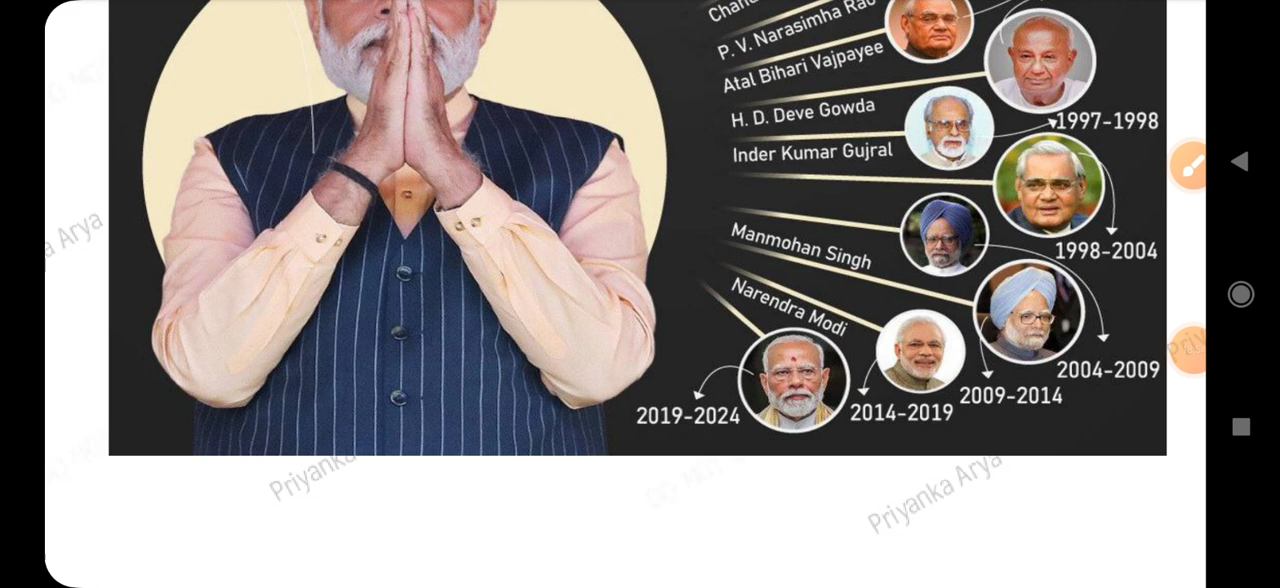 P. V. Narasimha Rao
Atal Bihari Vajpayee
H. D. Deve Gowda
1997-1998
Inder Kumar Gujral
1998-2004
Manmohan Singh
Narendra Modi
2004-2009
2009-2014
2014-2019
2019-2024
a Arya
Priyanka
Priyanka Arya